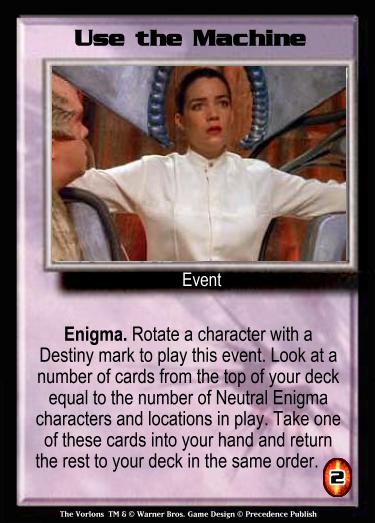 Use the Machine
Event
Enigma. Rotate a character with a
Destiny mark to play this event. Look at a
number of cards from the top of your deck
equal to the number of Neutral Enigma
characters and locations in play. Take one
of these cards into your hand and return
the rest to your deck in the same order.
2
The Vorlons TM & © Warner Bros. Game Design © Precedence Publish